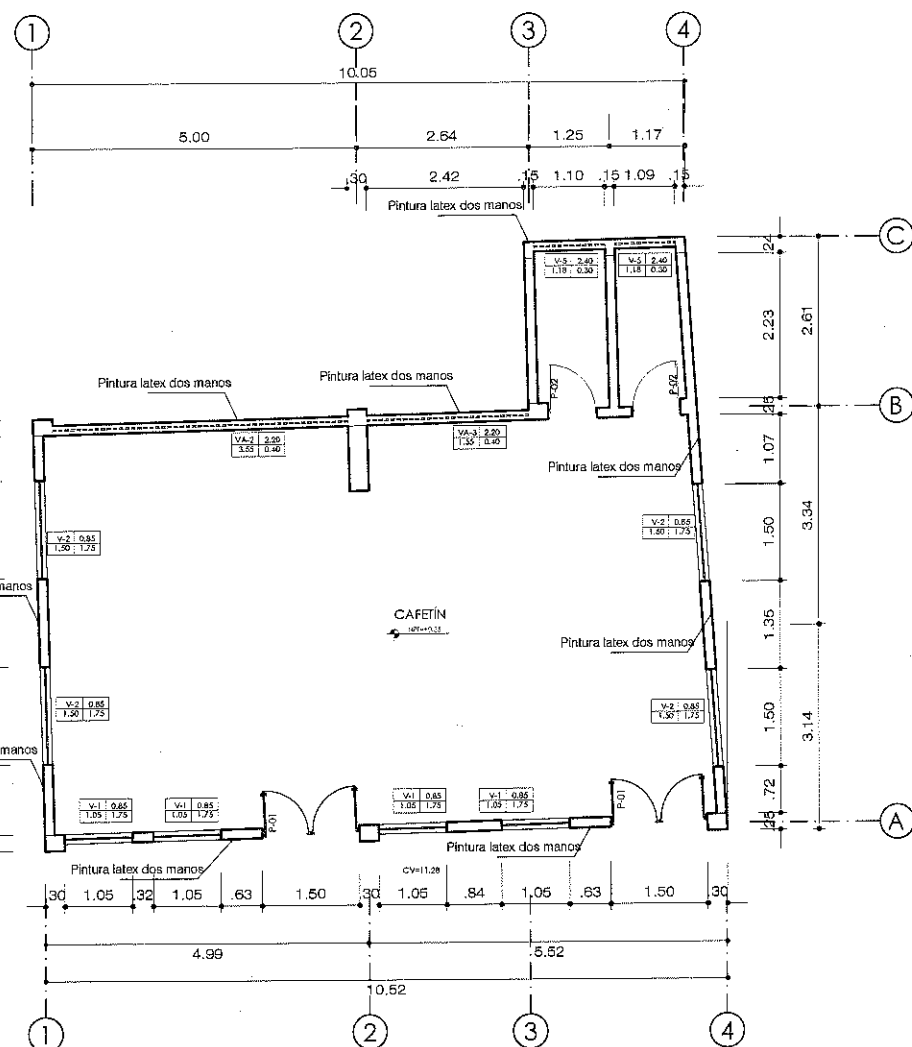 1 2 3 4
10.05
5.00 2.64 1.25 1.17
.30 2.42 .15 1.10 .15 1.09 .15
Pintura latex dos manos
C
.24
V-5 2.40
1.18 0.30
V-5 2.40
1.18 0.30
2.23
2.61
P-02
P-02
Pintura latex dos manos
Pintura latex dos manos
.25
B
VA-2 2.20
3.55 0.40
VA-3 2.20
1.55 0.40
1.07
Pintura latex dos manos
V-2 0.85
1.50 1.75
V-2 0.85
1.50 1.75
1.50
3.34
manos
CAFETÍN
Pintura latex dos manos
1.35
V-2 0.85
1.50 1.75
V-2 0.85
1.50 1.75
1.50
3.14
manos
V-1 0.85
1.05 1.75
V-1 0.85
1.05 1.75
V-1 0.85
1.05 1.75
V-1 0.85
1.05 1.75
.72
P-01
P-01
.25
A
Pintura latex dos manos
Pintura latex dos manos
CV=11.28
.30 1.05 .32 1.05 .63 1.50 .30 1.05 .84 1.05 .63 1.50 .30
4.99 5.52
10.52
1 2 3 4